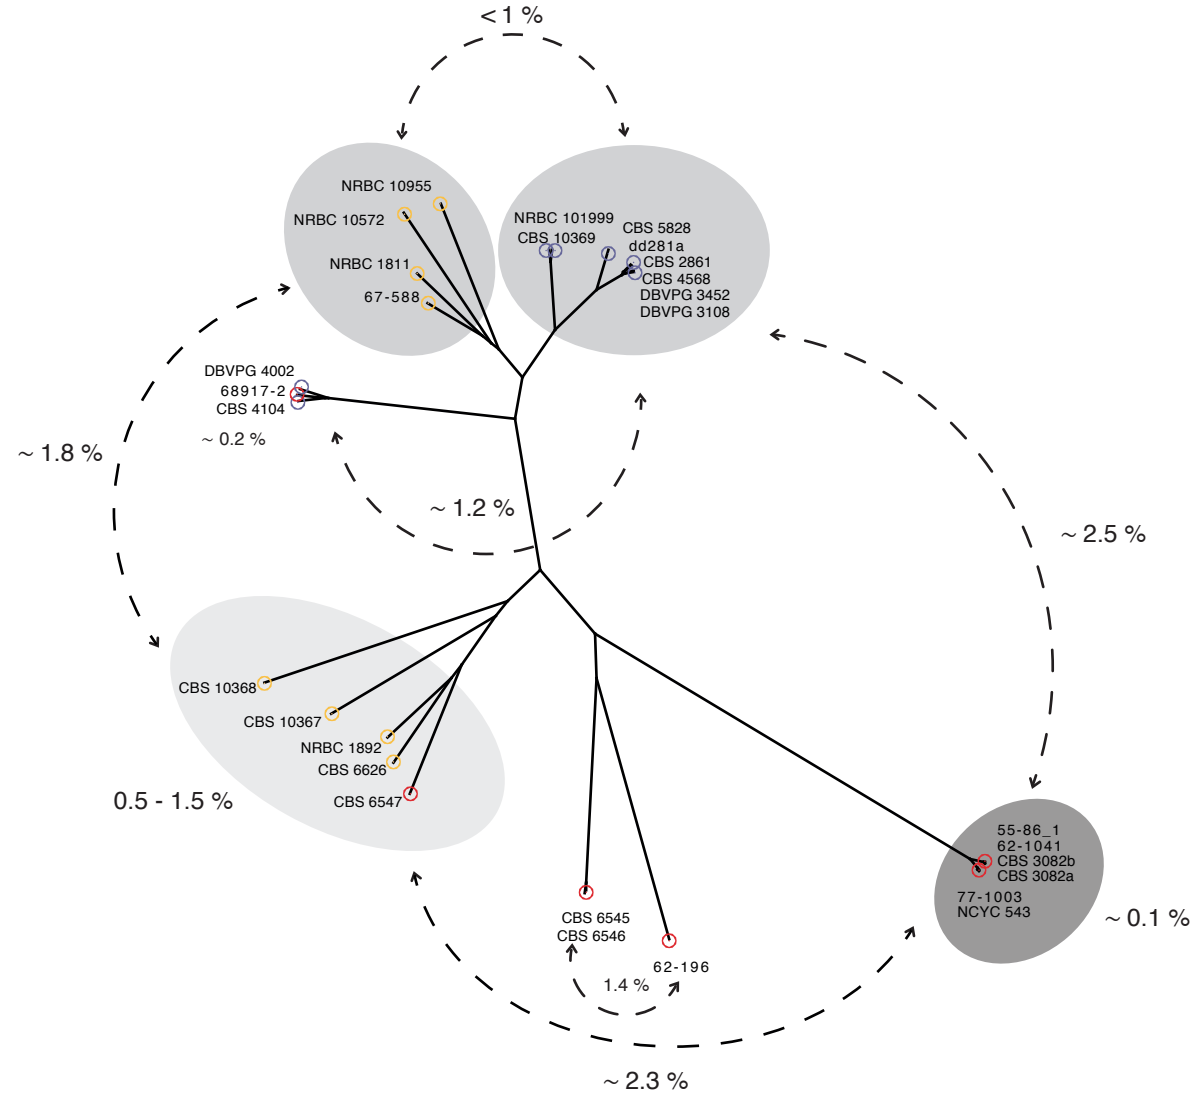 <1 %
NRBC 10955
NRBC 10572
NRBC 1811
67-588
NRBC 101999
CBS 10369
CBS 5828
dd281a
CBS 2861
CBS 4568
DBVPG 3452
DBVPG 3108
DBVPG 4002
68917-2
CBS 4104
~ 0.2 %
~ 1.8 %
~ 1.2 %
~ 2.5 %
CBS 10368
CBS 10367
NRBC 1892
CBS 6626
CBS 6547
0.5 - 1.5 %
55-86_1
62-1041
CBS 3082b
CBS 3082a
77-1003
NCYC 543
~ 0.1 %
CBS 6545
CBS 6546
62-196
1.4 %
~ 2.3 %